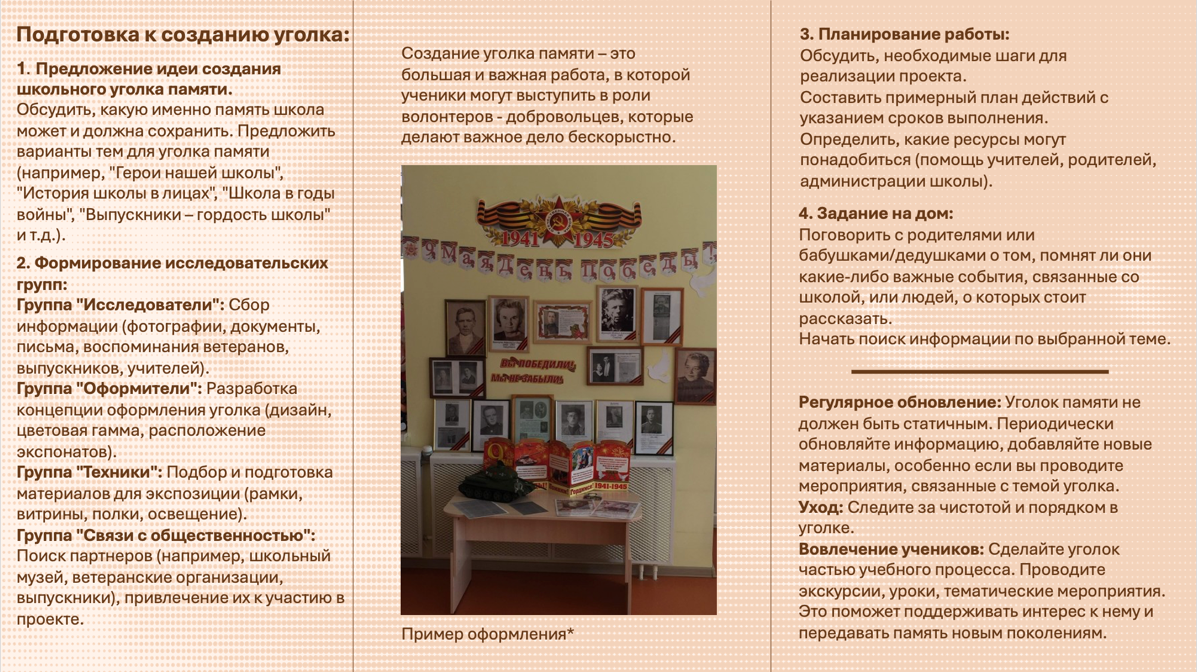 Подготовка к созданию уголка:
1. Предложение идеи создания
школьного уголка памяти.
Обсудить, какую именно память школа
может и должна сохранить. Предложить
варианты тем для уголка памяти
(например, "Герои нашей школы",
"История школы в лицах", "Школа в годы
войны", "Выпускники – гордость школы"
и т.д.).
2. Формирование исследовательских
групп:
Группа "Исследователи": Сбор
информации (фотографии, документы,
письма, воспоминания ветеранов,
выпускников, учителей).
Группа "Оформители": Разработка
концепции оформления уголка (дизайн,
цветовая гамма, расположение
экспонатов).
Группа "Техники": Подбор и подготовка
материалов для экспозиции (рамки,
витрины, полки, освещение).
Группа "Связи с общественностью":
Поиск партнеров (например, школьный
музей, ветеранские организации,
выпускники), привлечение их к участию в
проекте.
Создание уголка памяти – это
большая и важная работа, в которой
ученики могут выступить в роли
волонтеров - добровольцев, которые
делают важное дело бескорыстно.
1941 1945
МЫ ПОБЕДИЛИ!
МЫ НЕ ЗАБЫЛИ!
1941-1945
Пример оформления*
3. Планирование работы:
Обсудить, необходимые шаги для
реализации проекта.
Составить примерный план действий с
указанием сроков выполнения.
Определить, какие ресурсы могут
понадобиться (помощь учителей, родителей,
администрации школы).
4. Задание на дом:
Поговорить с родителями или
бабушками/дедушками о том, помнят ли они
какие-либо важные события, связанные со
школой, или людей, о которых стоит
рассказать.
Начать поиск информации по выбранной теме.
Регулярное обновление: Уголок памяти не
должен быть статичным. Периодически
обновляйте информацию, добавляйте новые
материалы, особенно если вы проводите
мероприятия, связанные с темой уголка.
Уход: Следите за чистотой и порядком в
уголке.
Вовлечение учеников: Сделайте уголок
частью учебного процесса. Проводите
экскурсии, уроки, тематические мероприятия.
Это поможет поддерживать интерес к нему и
передавать память новым поколениям.